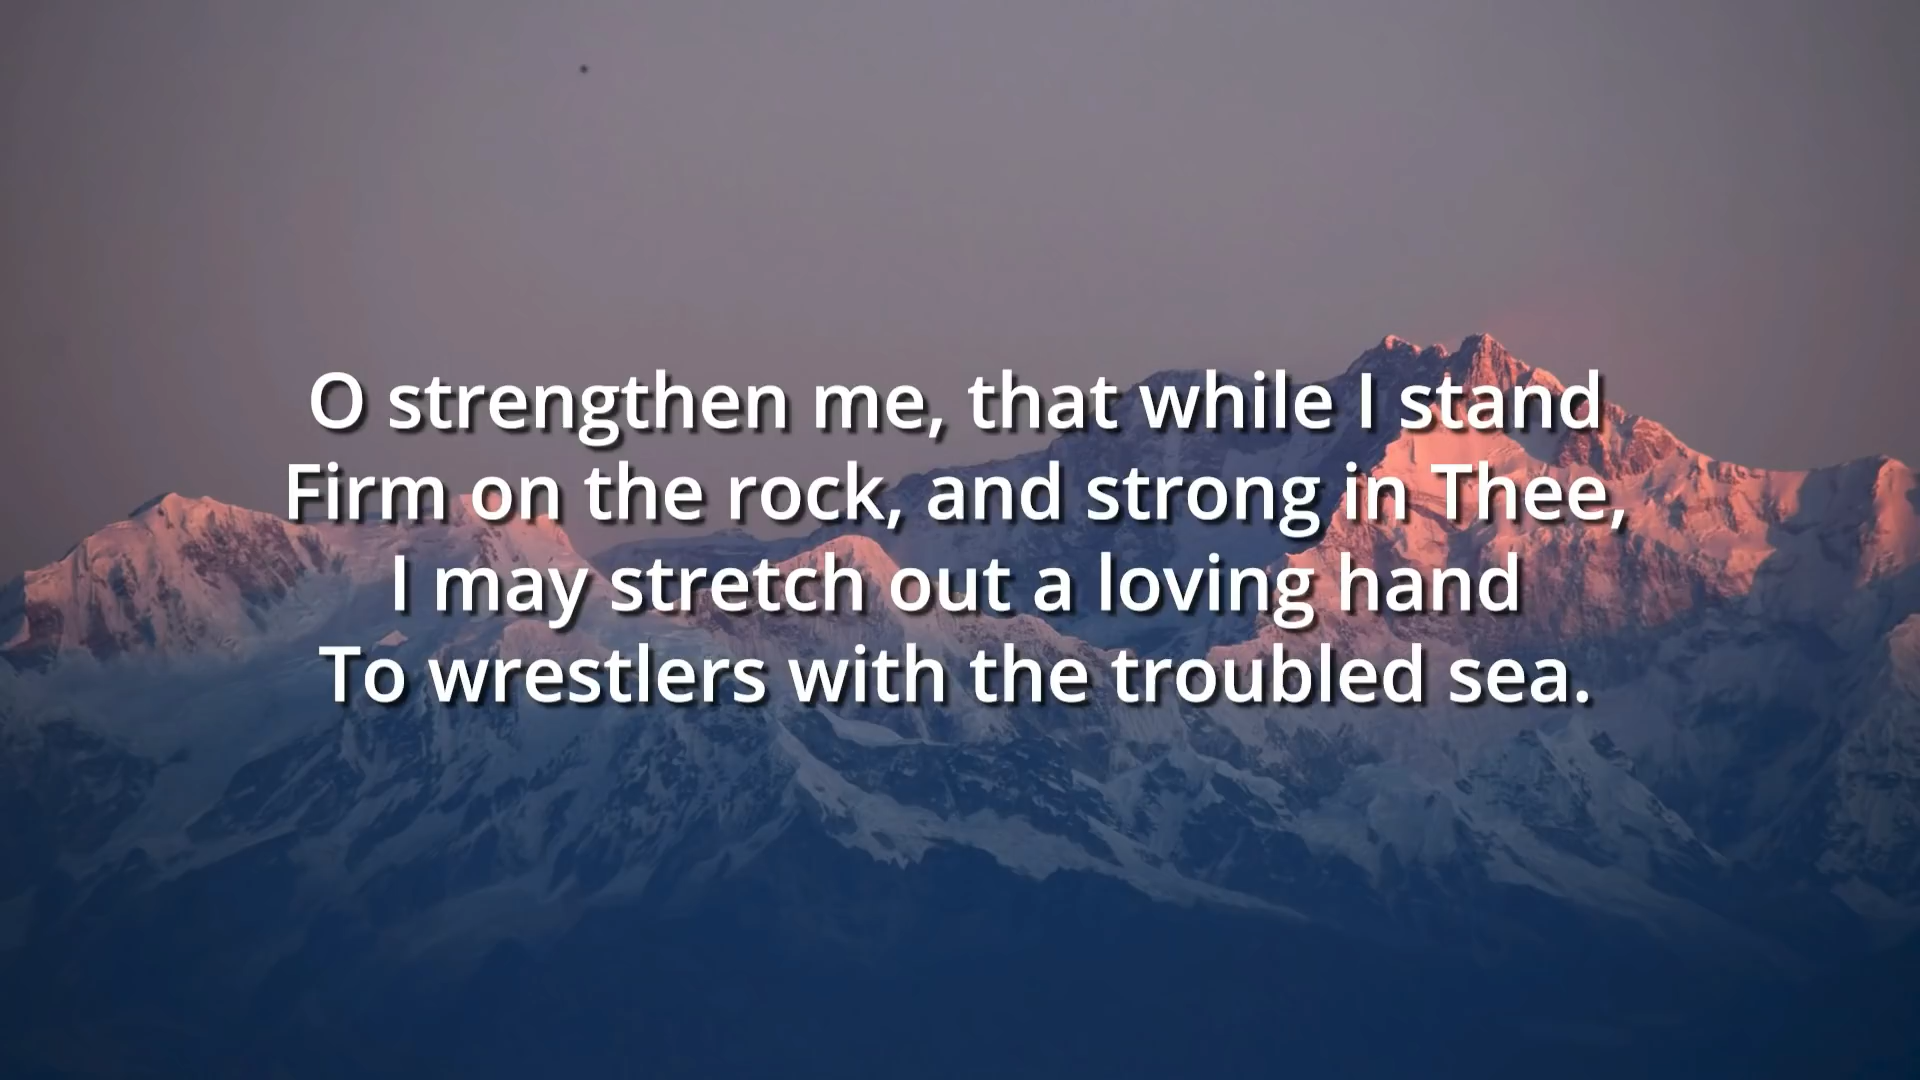 O strengthen me, that while I stand
Firm on the rock, and strong in Thee,
I may stretch out a loving hand
To wrestlers with the troubled sea.